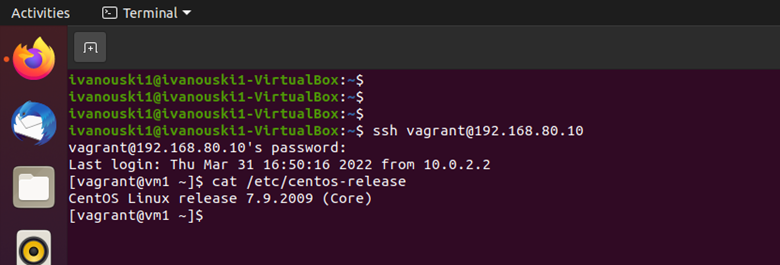 Activities
Terminal
ivanouski1@ivanouski1-VirtualBox:~$
ivanouski1@ivanouski1-VirtualBox:~$
ivanouski1@ivanouski1-VirtualBox:~$
ivanouski1@ivanouski1-VirtualBox:~$ ssh vagrant@192.168.80.10
vagrant@192.168.80.10's password:
Last login: Thu Mar 31 16:50:16 2022 from 10.0.2.2
[vagrant@vm1 ~]$ cat /etc/centos-release
CentOS Linux release 7.9.2009 (Core)
[vagrant@vm1 ~]$